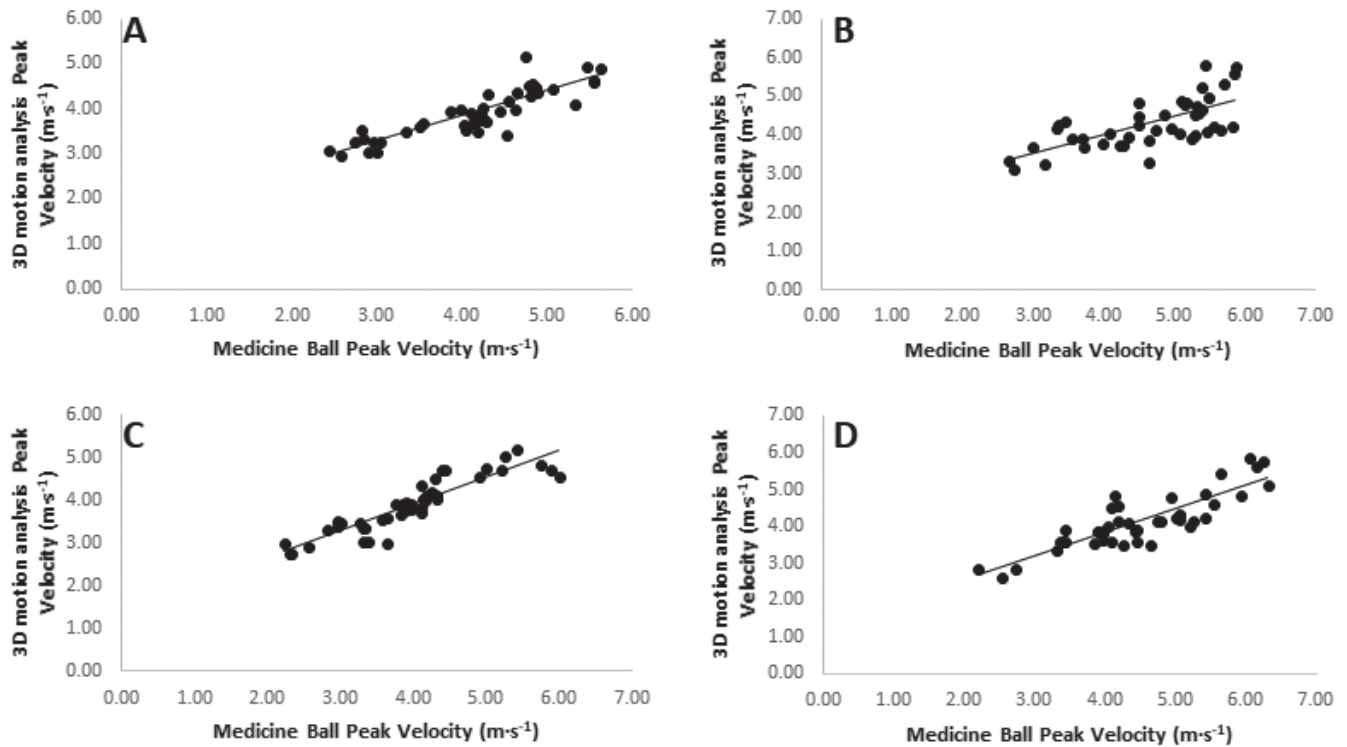 A
6.00
5.00
4.00
3.00
2.00
1.00
0.00
3D motion analysis Peak
Velocity (m·s-1)
0.00 1.00 2.00 3.00 4.00 5.00 6.00
Medicine Ball Peak Velocity (m·s-1)
B
7.00
6.00
5.00
4.00
3.00
2.00
1.00
0.00
3D motion analysis Peak
Velocity (m·s-1)
0.00 1.00 2.00 3.00 4.00 5.00 6.00 7.00
Medicine Ball Peak Velocity (m·s-1)
C
6.00
5.00
4.00
3.00
2.00
1.00
0.00
3D motion analysis Peak
Velocity (m·s-1)
0.00 1.00 2.00 3.00 4.00 5.00 6.00 7.00
Medicine Ball Peak Velocity (m·s-1)
D
7.00
6.00
5.00
4.00
3.00
2.00
1.00
0.00
3D motion analysis Peak
Velocity (m·s-1)
0.00 1.00 2.00 3.00 4.00 5.00 6.00 7.00
Medicine Ball Peak Velocity (m·s-1)